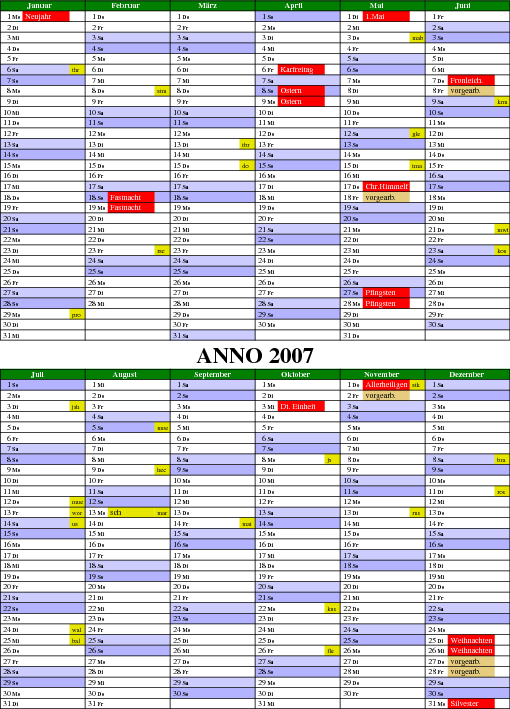 Januar Februar März April Mai Juni
1 Mo Neujahr 1 Do 1 Do 1 So 1 Di 1.Mai 1 Fr
2 Di 2 Fr 2 Fr 2 Mo 2 Mi 2 Sa
3 Mi 3 Sa 3 Sa 3 Di 3 Do mah 3 So
4 Do 4 So 4 So 4 Mi 4 Fr 4 Mo
5 Fr 5 Mo 5 Mo 5 Do 5 Sa 5 Di
6 Sa thr 6 Di 6 Di 6 Fr Karfreitag 6 So 6 Mi
7 So 7 Mi 7 Mi 7 Sa 7 Mo 7 Do Fronleich.
8 Mo 8 Do 8 Do 8 So Ostern 8 Di 8 Fr vorgearb.
9 Di 9 Fr 9 Fr 9 Mo Ostern 9 Mi 9 Sa
10 Mi 10 Sa 10 Sa 10 Di 10 Do 10 So
11 Do 11 So 11 So 11 Mi 11 Fr 11 Mo
12 Fr 12 Mo 12 Mo 12 Do 12 Sa gle 12 Di
13 Sa 13 Di 13 Di thr 13 Fr 13 So 13 Mi
14 So 14 Mi 14 Mi 14 Sa 14 Mo 14 Do
15 Mo 15 Do 15 Do do 15 So 15 Di 15 Fr
16 Di 16 Fr 16 Fr 16 Mo 16 Mi 16 Sa
17 Mi 17 Sa 17 Sa 17 Di 17 Do Chr.Himmelf 17 So
18 Do 18 So Fastnacht 18 So 18 Mi 18 Fr vorgearb. 18 Mo
19 Fr 19 Mo Fastnacht 19 Mo 19 Do 19 Sa 19 Di
20 Sa 20 Di 20 Di 20 Fr 20 So 20 Mi
21 So 21 Mi 21 Mi 21 Sa 21 Mo 21 Do
22 Mo 22 Do 22 Do 22 So 22 Di 22 Fr
23 Di 23 Fr 23 Fr 23 Mo 23 Mi 23 Sa
24 Mi 24 Sa 24 Sa 24 Di 24 Do 24 So
25 Do 25 So 25 So 25 Mi 25 Fr 25 Mo
26 Fr 26 Mo 26 Mo 26 Do 26 Sa 26 Di
27 Sa 27 Di 27 Di 27 Fr 27 So Pfingsten 27 Mi
28 So 28 Mi 28 Mi 28 Sa 28 Mo Pfingsten 28 Do
29 Mo pro 29 Do 29 So 29 Di 29 Fr
30 Di 30 Fr 30 Mo 30 Mi 30 Sa
31 Mi 31 Sa 31 Do
ANNO 2007
Juli August September Oktober November Dezember
1 So 1 Mi 1 Sa 1 Mo 1 Do Allerheiligen stk 1 Sa
2 Mo 2 Do 2 So 2 Di 2 Fr vorgearb. 2 So
3 Di jsh 3 Fr 3 Mo 3 Mi Dt. Einheit 3 Sa 3 Mo
4 Mi 4 Sa 4 Di 4 Do 4 So 4 Di
5 Do 5 So 5 Mi 5 Fr 5 Mo 5 Mi
6 Fr 6 Mo 6 Do 6 Sa 6 Di 6 Do
7 Sa 7 Di 7 Fr 7 So 7 Mi 7 Fr
8 So 8 Mi 8 Sa 8 Mo js 8 Do 8 Sa bra
9 Mo 9 Do hec 9 So 9 Di 9 Fr 9 So
10 Di 10 Fr 10 Mo 10 Mi 10 Sa 10 Mo
11 Mi 11 Sa 11 Di 11 Do 11 So 11 Di
12 Do 12 So 12 Mi 12 Fr 12 Mo 12 Mi
13 Fr wor 13 Mo sch mar 13 Do 13 Sa 13 Di 13 Do
14 Sa us 14 Di 14 Fr mai 14 So 14 Mi 14 Fr
15 So 15 Mi 15 Sa 15 Mo 15 Do 15 Sa
16 Mo 16 Do 16 So 16 Di 16 Fr 16 So
17 Di 17 Fr 17 Mo 17 Mi 17 Sa 17 Mo
18 Mi 18 Sa 18 Di 18 Do 18 So 18 Di
19 Do 19 So 19 Mi 19 Fr 19 Mo 19 Mi
20 Fr 20 Mo 20 Do 20 Sa 20 Di 20 Do
21 Sa 21 Di 21 Fr 21 So 21 Mi 21 Fr
22 So 22 Mi 22 Sa 22 Mo 22 Do 22 Sa
23 Mo 23 Do 23 So 23 Di 23 Fr 23 So
24 Di wal 24 Fr 24 Mo 24 Mi 24 Sa 24 Mo
25 Mi bal 25 Sa 25 Di 25 Do 25 So 25 Di Weihnachten
26 Do 26 So 26 Mi 26 Fr fle 26 Mo 26 Mi Weihnachten
27 Fr 27 Mo 27 Do 27 Sa 27 Di 27 Do vorgearb.
28 Sa 28 Di 28 Fr 28 So 28 Mi 28 Fr vorgearb.
29 So 29 Mi 29 Sa 29 Mo 29 Do 29 Sa
30 Mo 30 Do 30 So 30 Di 30 Fr 30 So
31 Di 31 Fr 31 Mi 31 Mo Silvester